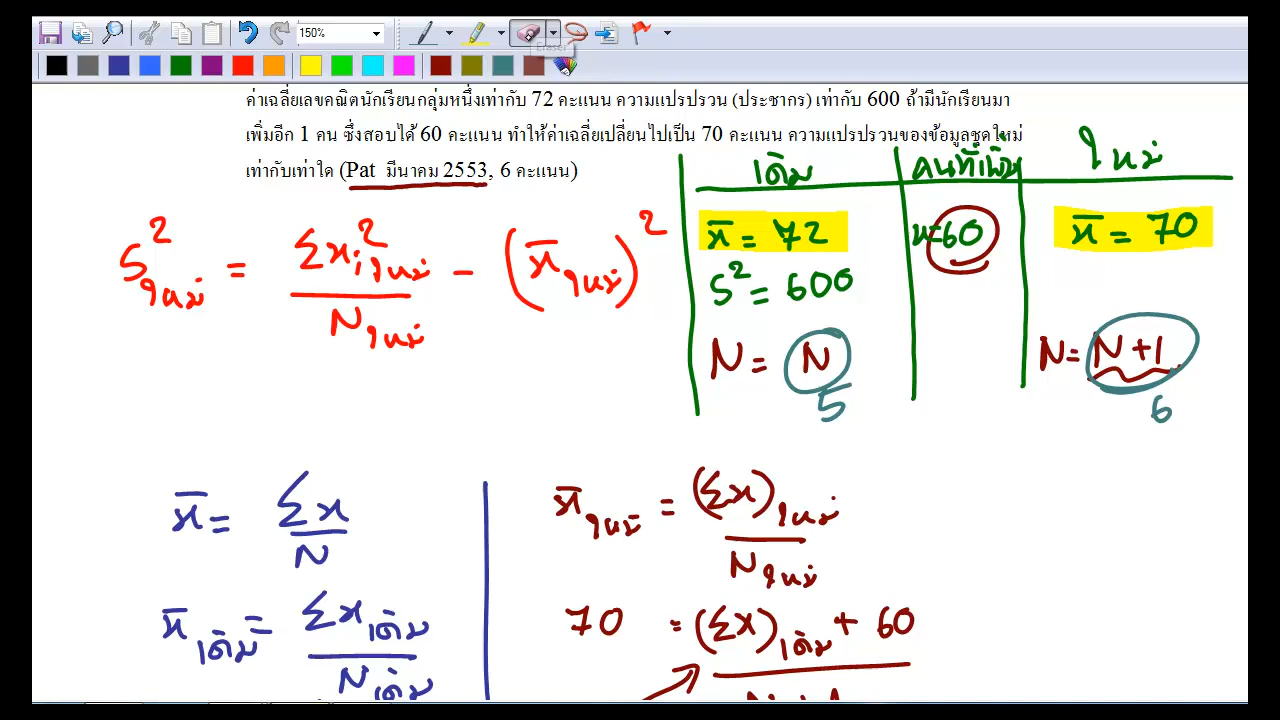 150%
Eraser
ค่าเฉลี่ยเลขคณิตนักเรียนกลุ่มหนึ่งเท่ากับ 72 คะแนน ความแปรปรวน (ประชากร) เท่ากับ 600 ถ้ามีนักเรียนมา
เพิ่มอีก 1 คน ซึ่งสอบได้ 60 คะแนน ทำให้ค่าเฉลี่ยเปลี่ยนไปเป็น 70 คะแนน ความแปรปรวนของข้อมูลชุดใหม่
เท่ากับเท่าใด (Pat มีนาคม 2553, 6 คะแนน)
เดิม คนที่เพิ่ม ใหม่
x̄ = 72 x=60 x̄ = 70
S² = 600
N = N N = N+1
5 6
S²ใหม่ = Σxᵢ²ใหม่ / Nใหม่ - (x̄ใหม่)²
x̄ = Σx / N
x̄ใหม่ = (Σx)ใหม่ / Nใหม่
x̄เดิม = Σxเดิม / Nเดิม
70 = (Σx)เดิม + 60